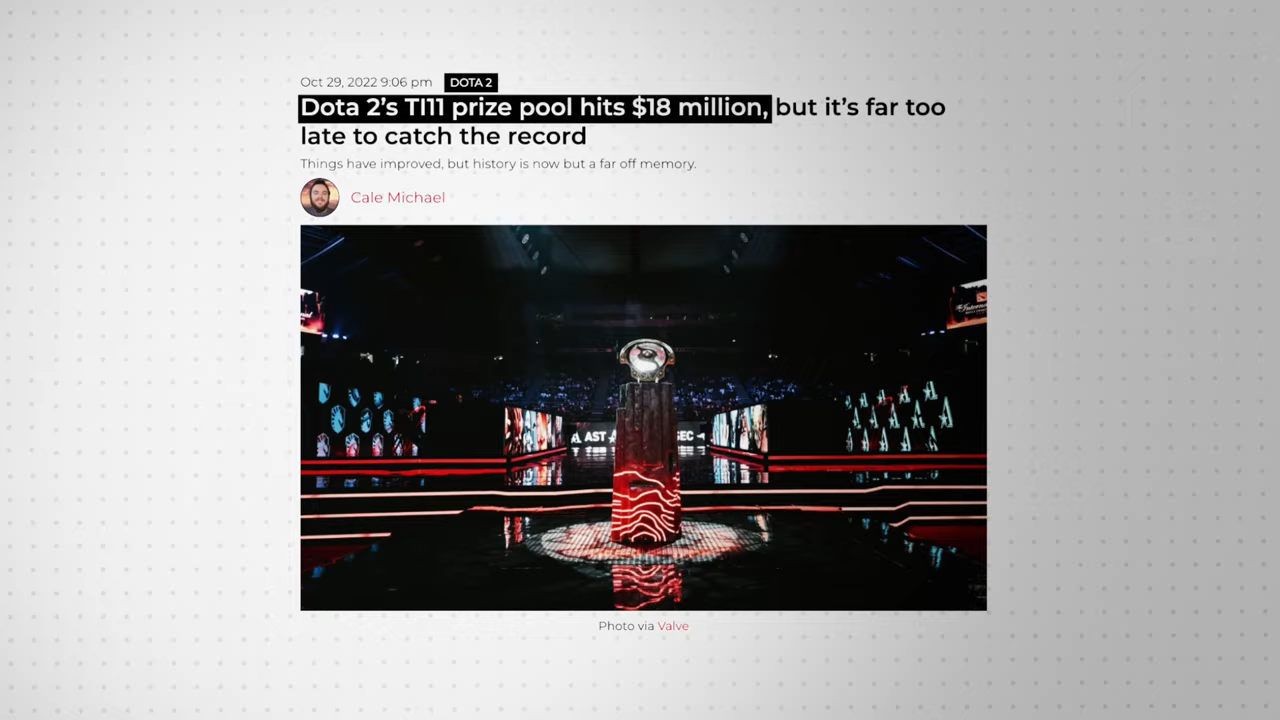 Oct 29, 2022 9:06 pm DOTA 2
Dota 2’s TI11 prize pool hits $18 million, but it’s far too
late to catch the record
Things have improved, but history is now but a far off memory.
Cale Michael
AST
SEC
Photo via Valve